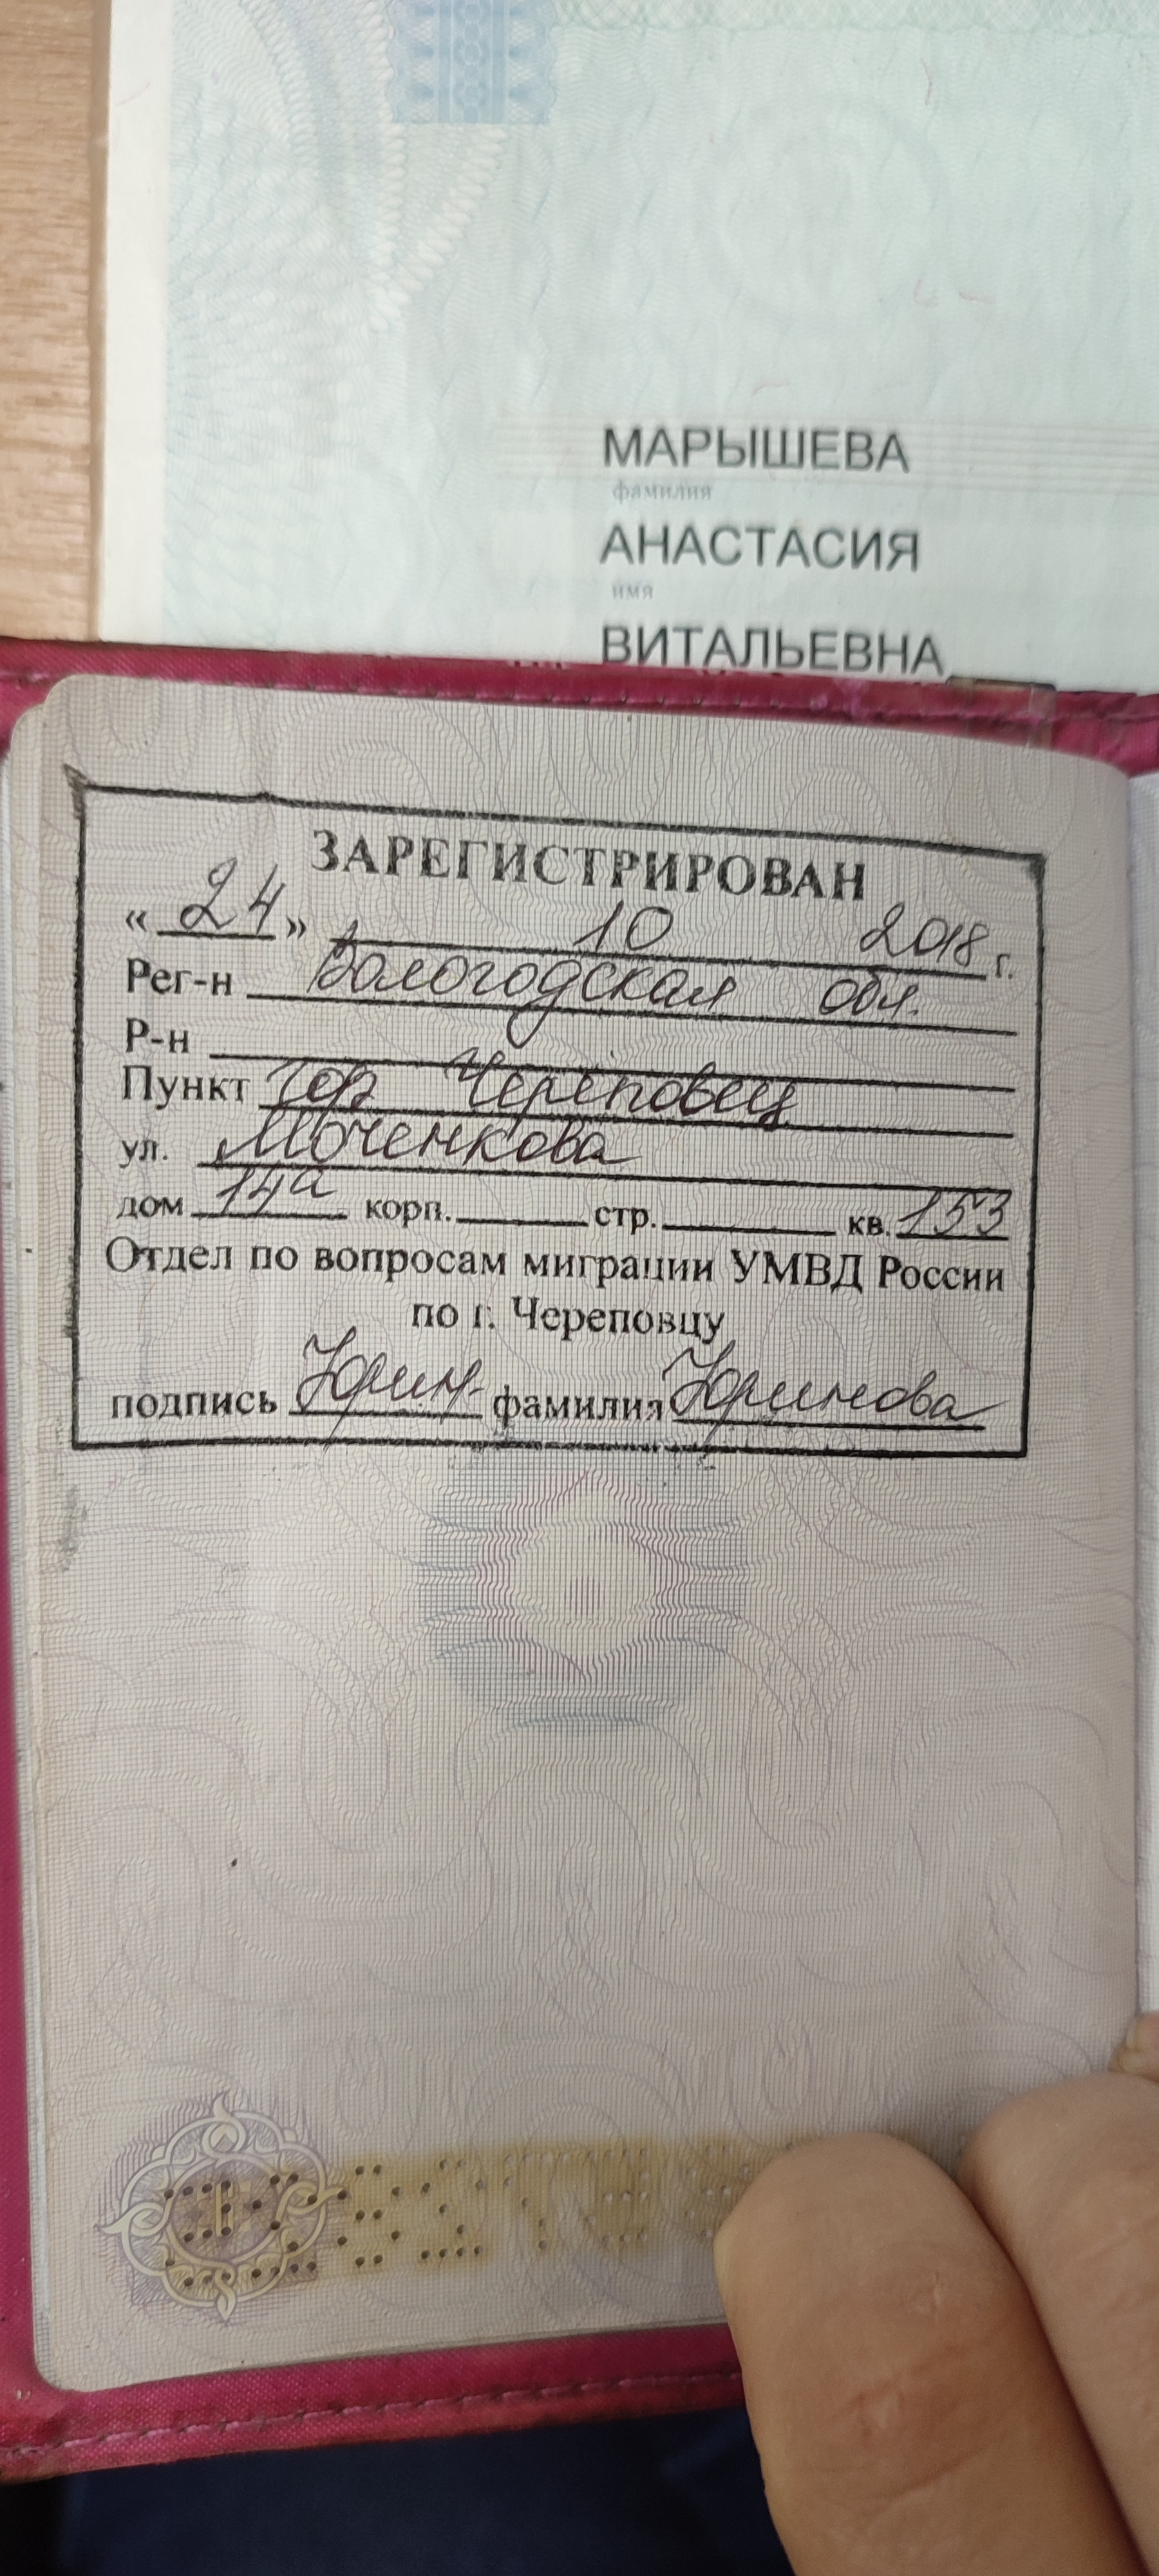 МАРЫШЕВА
фамилия
АНАСТАСИЯ
имя
ВИТАЛЬЕВНА
ЗАРЕГИСТРИРОВАН
« 24 » 10 2018 г.
Рег-н Вологодская обл.
Р-н
Пункт гор Череповец
ул. Моченкова
дом 14а корп. стр. кв. 153
Отдел по вопросам миграции УМВД России
по г. Череповцу
подпись фамилия